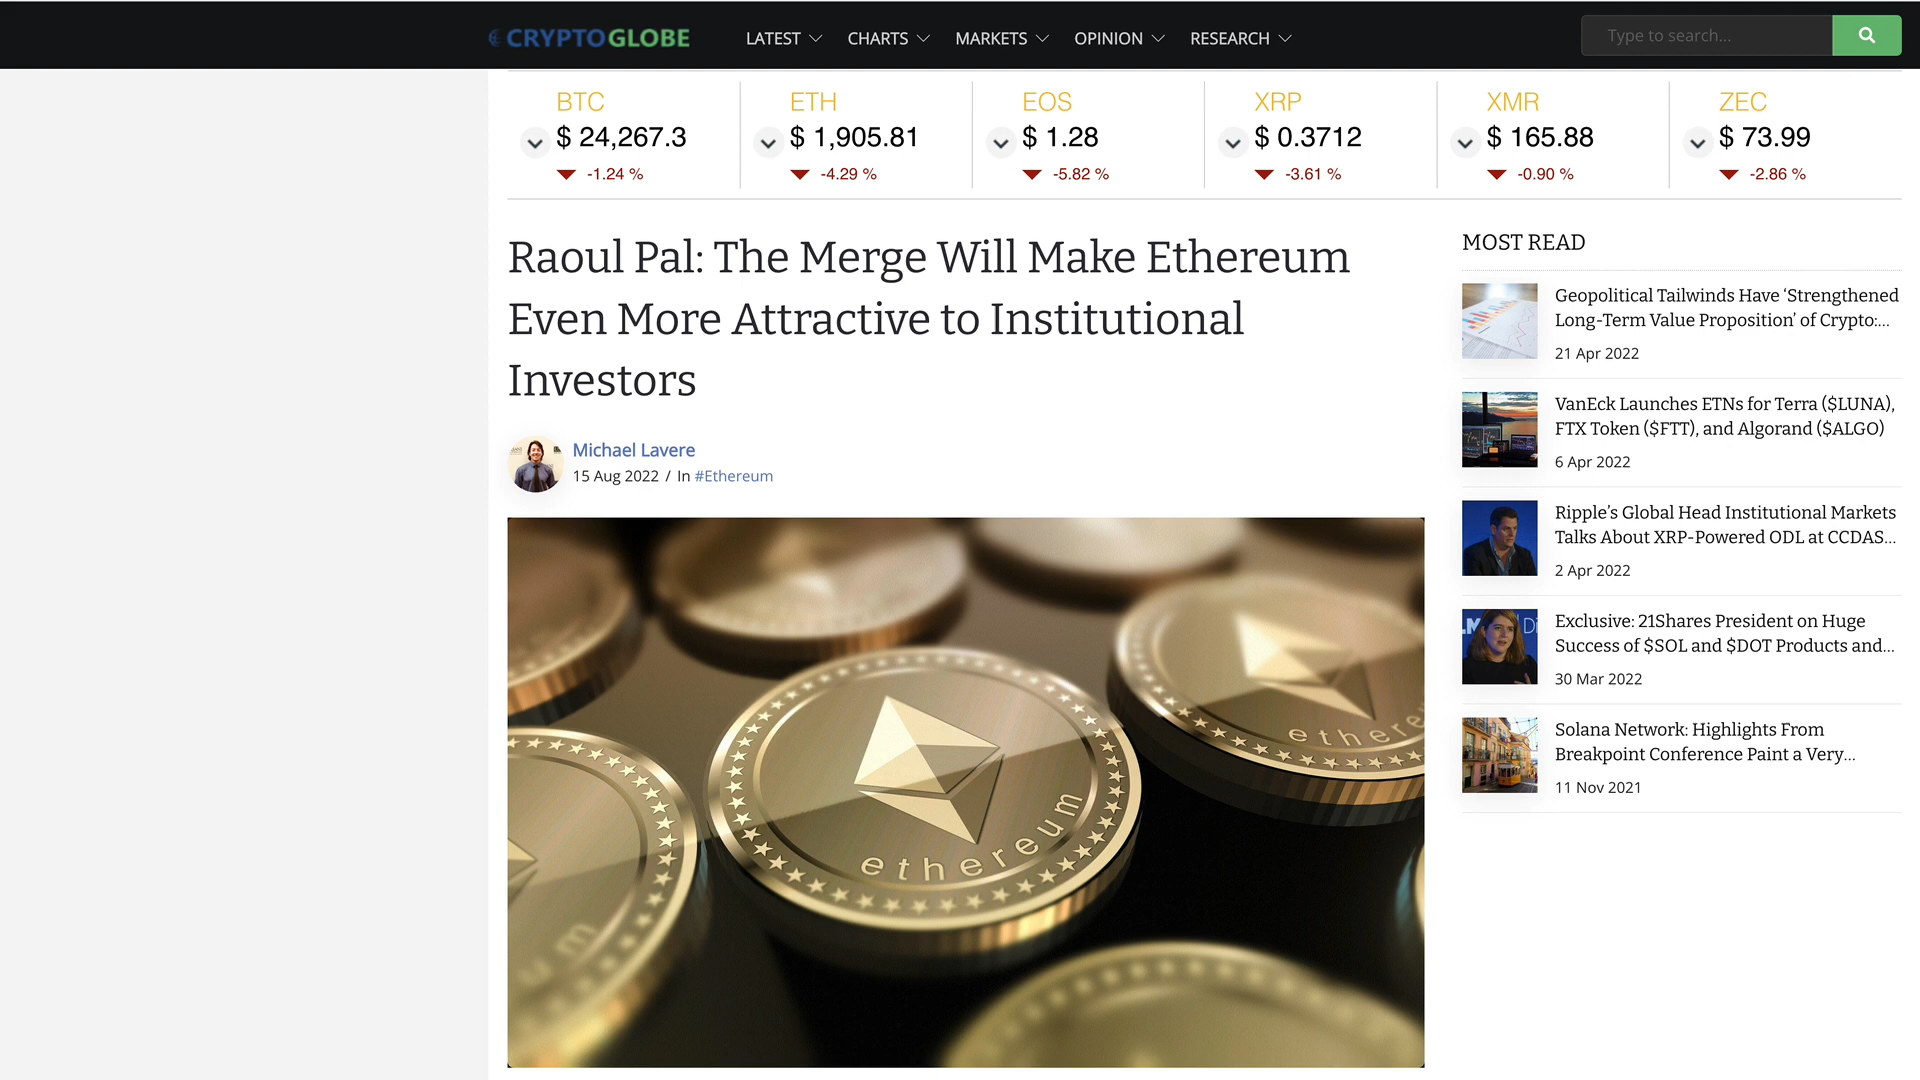 CRYPTOGLOBE
LATEST
CHARTS
MARKETS
OPINION
RESEARCH
Type to search...
BTC
$ 24,267.3
-1.24 %
ETH
$ 1,905.81
-4.29 %
EOS
$ 1.28
-5.82 %
XRP
$ 0.3712
-3.61 %
XMR
$ 165.88
-0.90 %
ZEC
$ 73.99
-2.86 %
Raoul Pal: The Merge Will Make Ethereum
Even More Attractive to Institutional
Investors
Michael Lavere
15 Aug 2022 / In #Ethereum
ethereum
ethere
um
MOST READ
Geopolitical Tailwinds Have ‘Strengthened
Long-Term Value Proposition’ of Crypto:...
21 Apr 2022
VanEck Launches ETNs for Terra ($LUNA),
FTX Token ($FTT), and Algorand ($ALGO)
6 Apr 2022
Ripple’s Global Head Institutional Markets
Talks About XRP-Powered ODL at CCDAS...
2 Apr 2022
Exclusive: 21Shares President on Huge
Success of $SOL and $DOT Products and...
30 Mar 2022
Solana Network: Highlights From
Breakpoint Conference Paint a Very...
11 Nov 2021